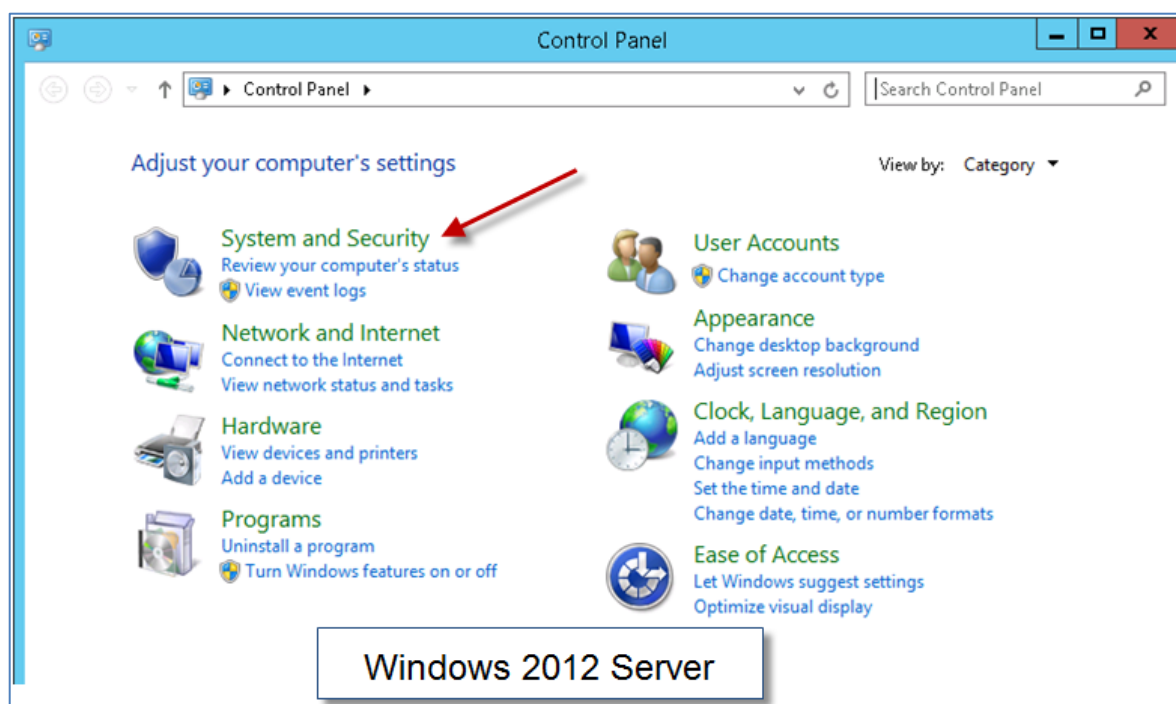 Control Panel
Control Panel
Search Control Panel
Adjust your computer's settings
View by: Category
System and Security
Review your computer's status
View event logs
Network and Internet
Connect to the Internet
View network status and tasks
Hardware
View devices and printers
Add a device
Programs
Uninstall a program
Turn Windows features on or off
User Accounts
Change account type
Appearance
Change desktop background
Adjust screen resolution
Clock, Language, and Region
Add a language
Change input methods
Set the time and date
Change date, time, or number formats
Ease of Access
Let Windows suggest settings
Optimize visual display
Windows 2012 Server